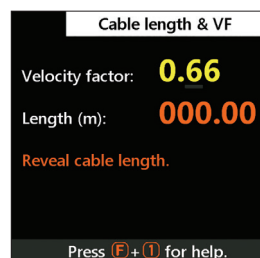 Cable length & VF
Velocity factor: 0.66
Length (m): 000.00
Reveal cable length.
Press F + 1 for help.